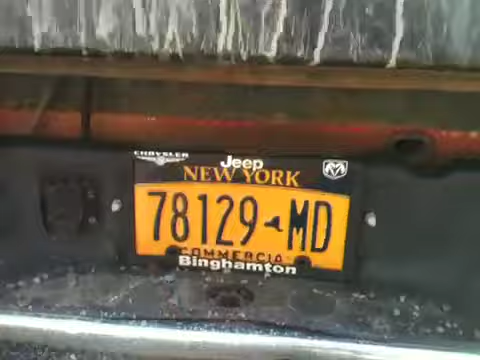 CHRYSLER
Jeep
NEW YORK
78129 MD
COMMERCIA
Binghamton